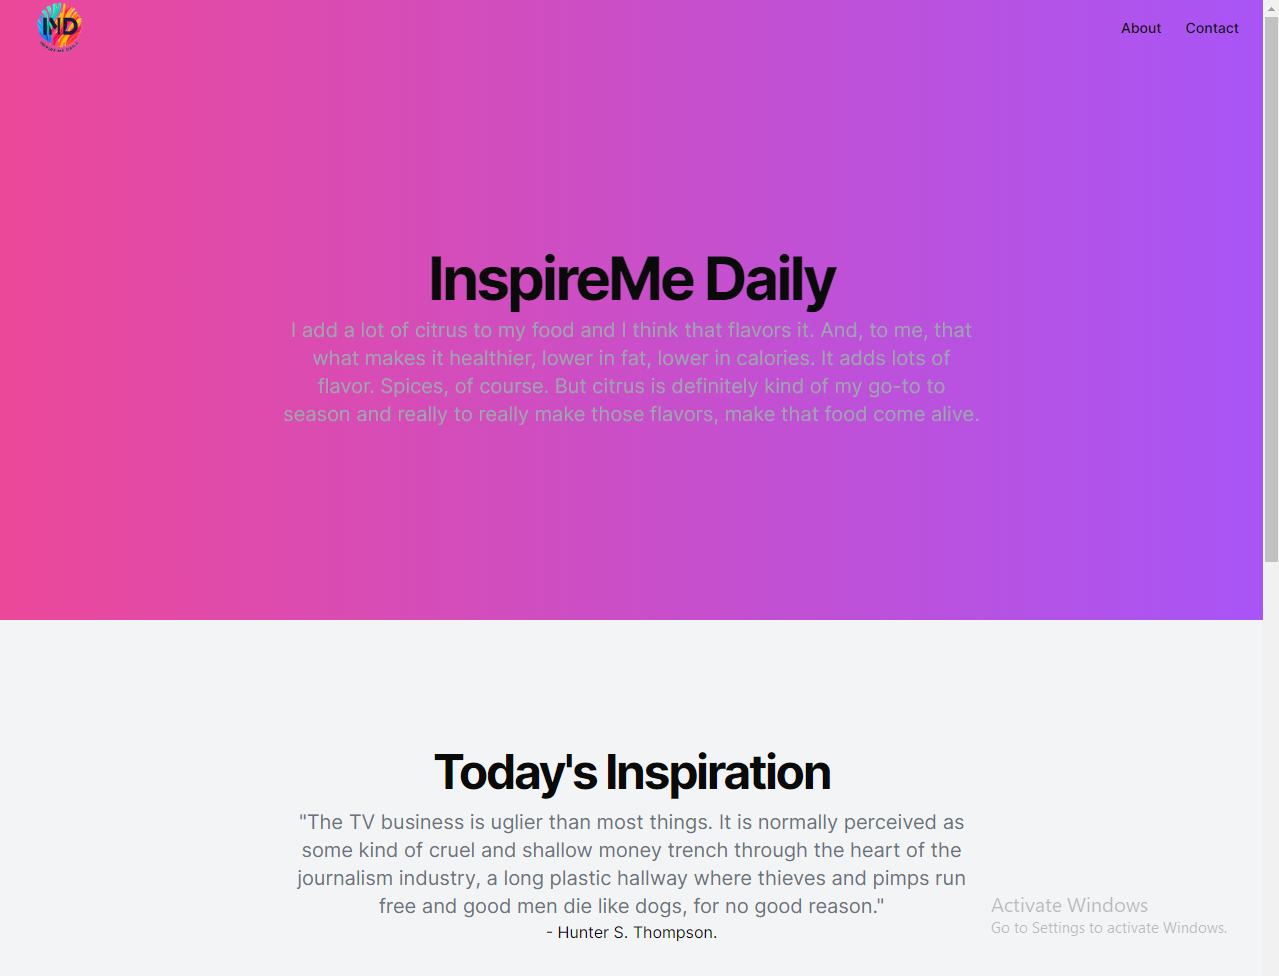 IMD
INSPIRE ME DAILY
About Contact
InspireMe Daily
I add a lot of citrus to my food and I think that flavors it. And, to me, that
what makes it healthier, lower in fat, lower in calories. It adds lots of
flavor. Spices, of course. But citrus is definitely kind of my go-to to
season and really to really make those flavors, make that food come alive.
Today's Inspiration
"The TV business is uglier than most things. It is normally perceived as
some kind of cruel and shallow money trench through the heart of the
journalism industry, a long plastic hallway where thieves and pimps run
free and good men die like dogs, for no good reason."
- Hunter S. Thompson.
Activate Windows
Go to Settings to activate Windows.